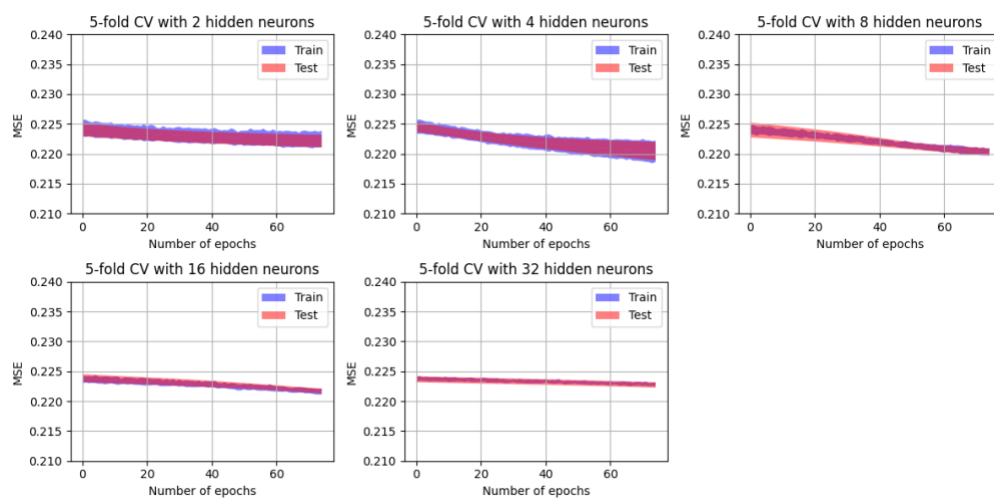 5-fold CV with 2 hidden neurons
0.240
0.235
0.230
0.225
0.220
0.215
0.210
MSE
Train
Test
0
20
40
60
Number of epochs
5-fold CV with 4 hidden neurons
0.240
0.235
0.230
0.225
0.220
0.215
0.210
MSE
Train
Test
0
20
40
60
Number of epochs
5-fold CV with 8 hidden neurons
0.240
0.235
0.230
0.225
0.220
0.215
0.210
MSE
Train
Test
0
20
40
60
Number of epochs
5-fold CV with 16 hidden neurons
0.240
0.235
0.230
0.225
0.220
0.215
0.210
MSE
Train
Test
0
20
40
60
Number of epochs
5-fold CV with 32 hidden neurons
0.240
0.235
0.230
0.225
0.220
0.215
0.210
MSE
Train
Test
0
20
40
60
Number of epochs